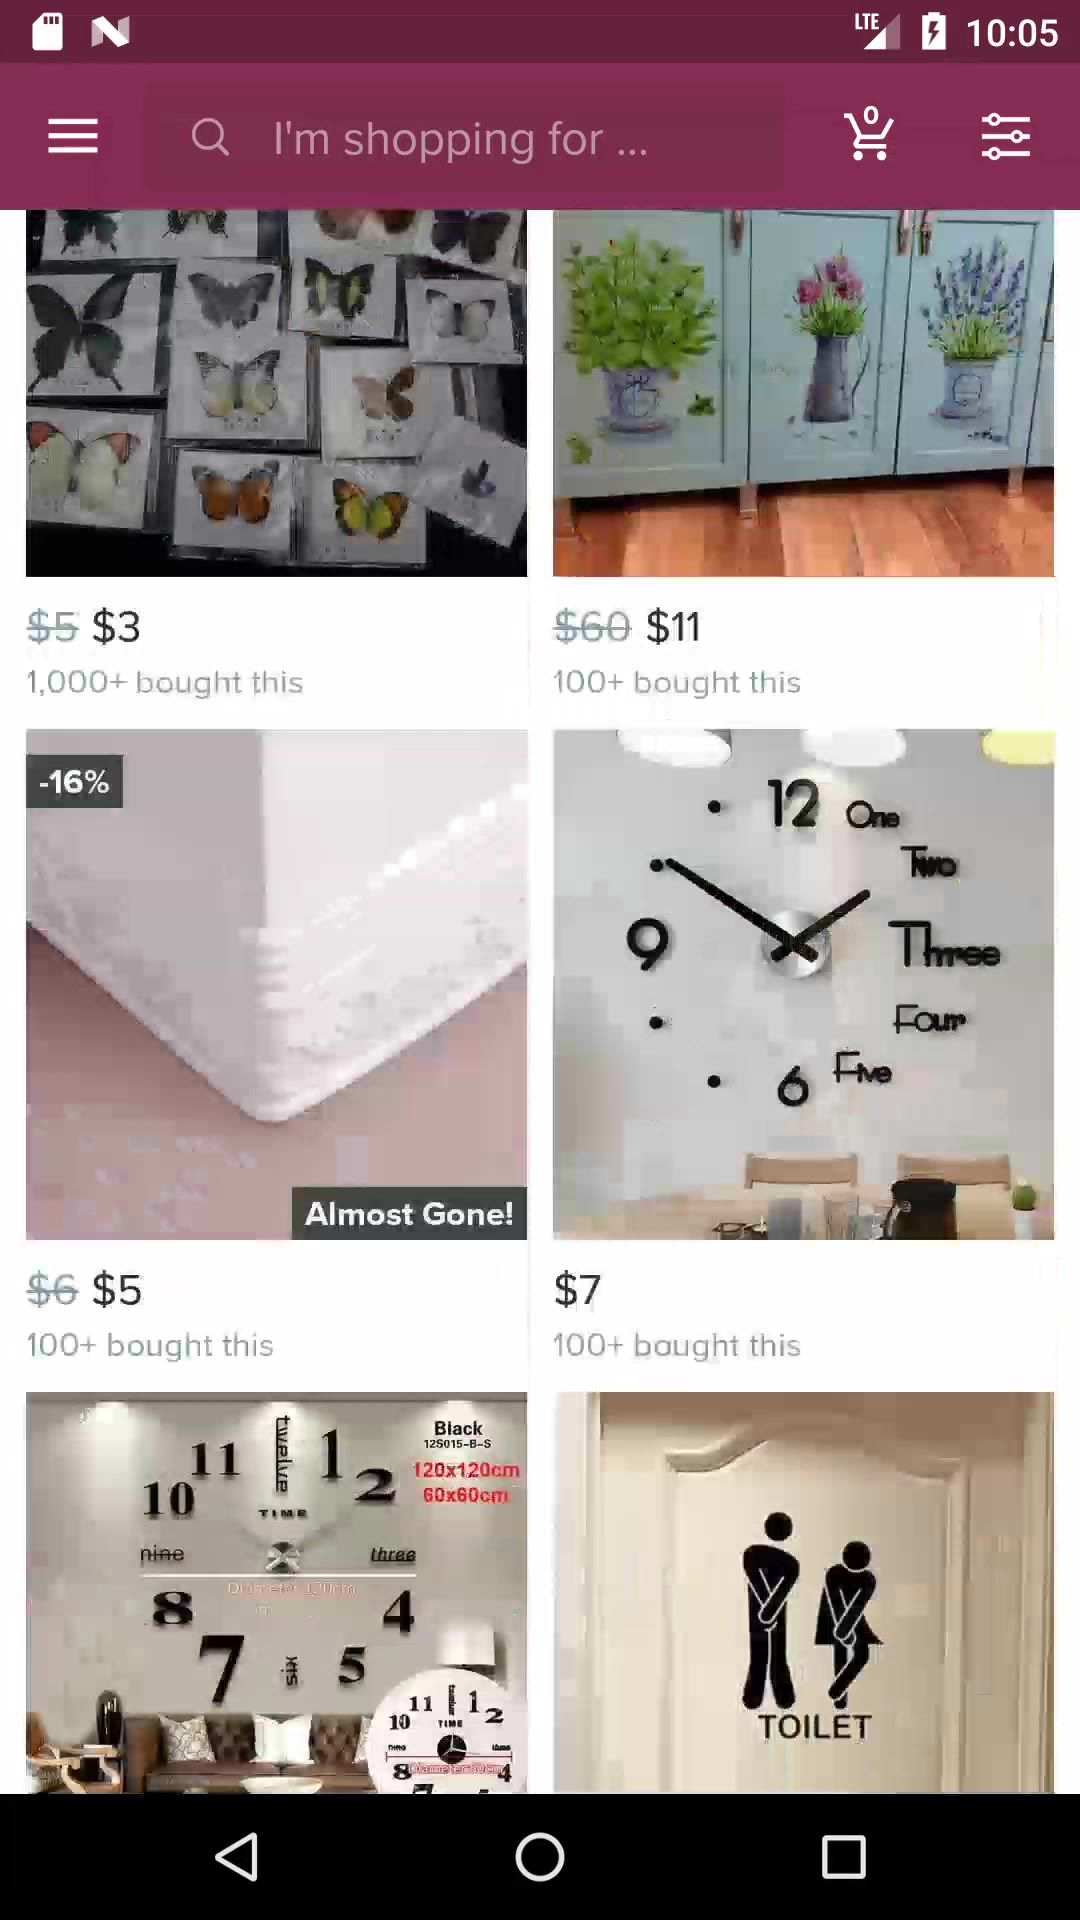 LTE 10:05
I'm shopping for ...
0
$5 $3
$60 $11
1,000+ bought this
100+ bought this
-16%
Almost Gone!
12 One
Two
9 Three
Four
6 Five
$6 $5
$7
100+ bought this
100+ bought this
Black
12S015-B-S
120x120cm
60x60cm
11 twelve 1
10 2
TIME
nine three
Diameter 120cm
8 4
7 six 5
11 twelve 1
10 2
TIME
nine three
8 4
Diameter 60cm
TOILET